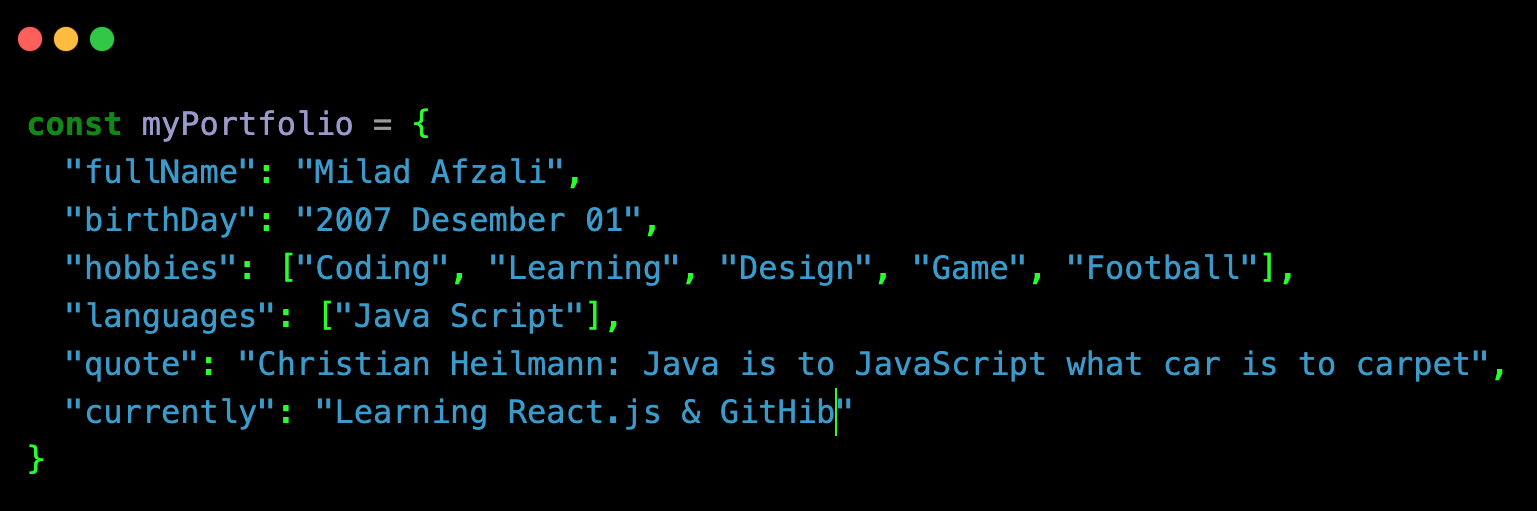 const myPortfolio = {
  "fullName": "Milad Afzali",
  "birthDay": "2007 Desember 01",
  "hobbies": ["Coding", "Learning", "Design", "Game", "Football"],
  "languages": ["Java Script"],
  "quote": "Christian Heilmann: Java is to JavaScript what car is to carpet",
  "currently": "Learning React.js & GitHib"
}